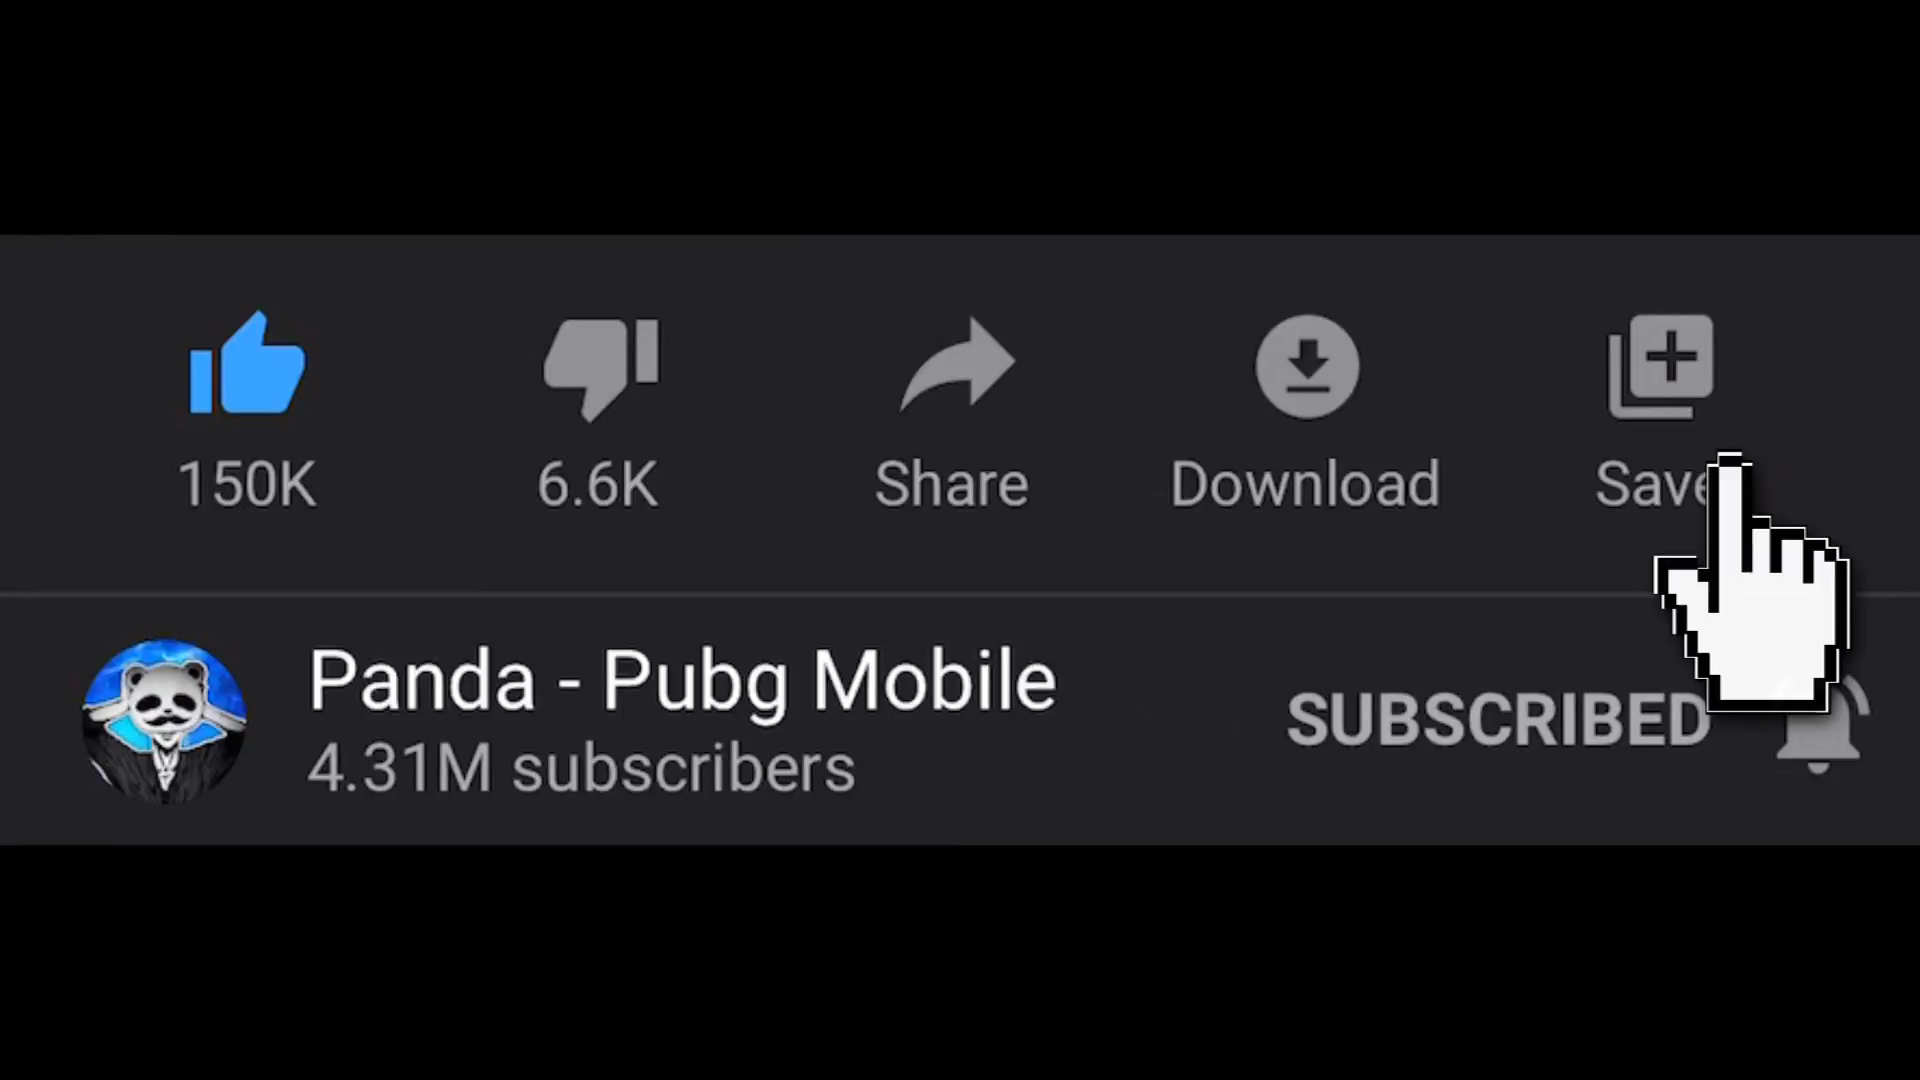 150K 6.6K Share Download Save
Panda - Pubg Mobile
4.31M subscribers
SUBSCRIBED